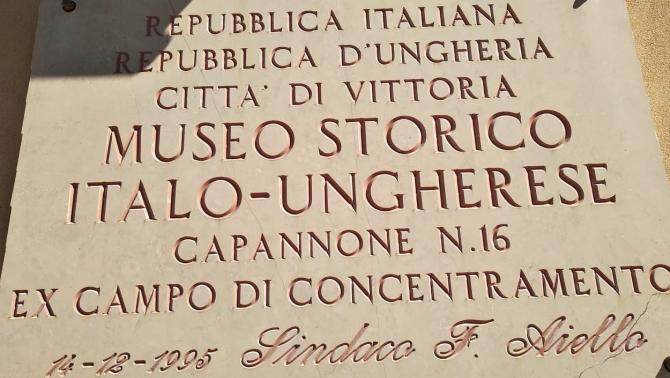 REPUBBLICA ITALIANA
REPUBBLICA D'UNGHERIA
CITTA' DI VITTORIA
MUSEO STORICO
ITALO-UNGHERESE
CAPANNONE N.16
EX CAMPO DI CONCENTRAMENTO
14-12-1995 Sindaco F. Aiello